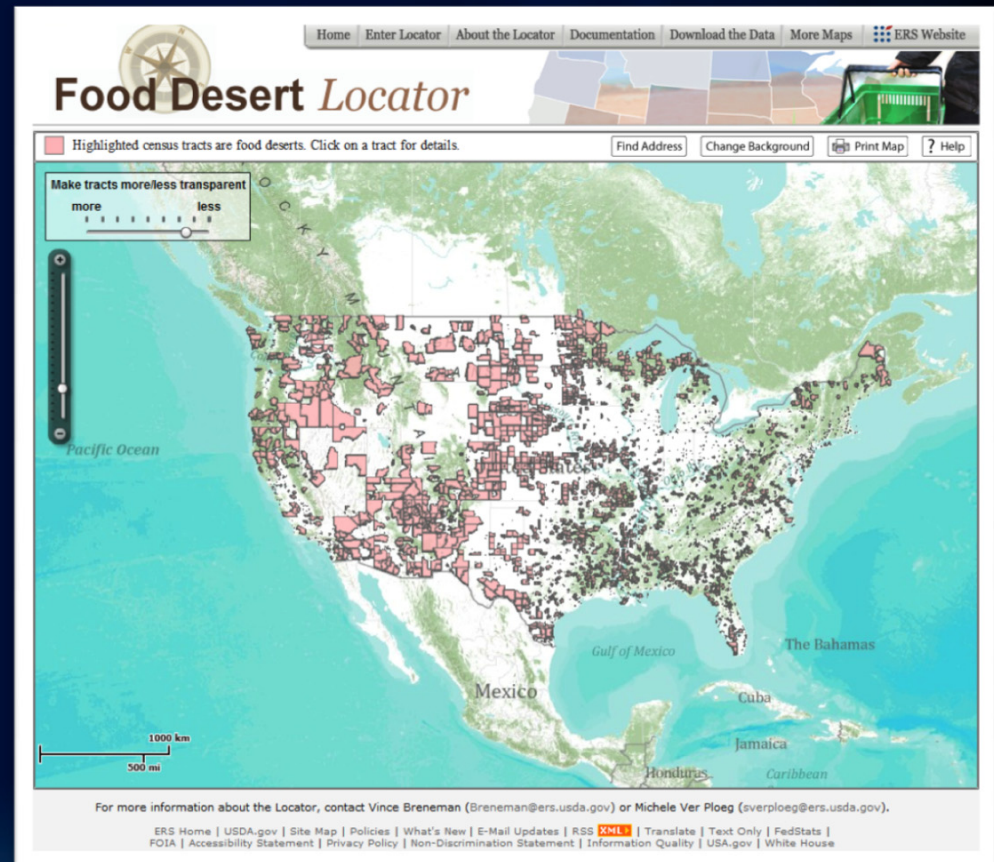 Home Enter Locator About the Locator Documentation Download the Data More Maps ERS Website
Food Desert Locator
Highlighted census tracts are food deserts. Click on a tract for details.
Find Address Change Background Print Map ? Help
Make tracts more/less transparent
more less
O
C
K
Y
M
N
T
A
A
Pacific Ocean
United States
Gulf of Mexico
The Bahamas
Mexico
Cuba
Jamaica
Honduras
Caribbean
1000 km
500 mi
For more information about the Locator, contact Vince Breneman (Breneman@ers.usda.gov) or Michele Ver Ploeg (sverploeg@ers.usda.gov).
ERS Home | USDA.gov | Site Map | Policies | What's New | E-Mail Updates | RSS XML | Translate | Text Only | FedStats |
FOIA | Accessibility Statement | Privacy Policy | Non-Discrimination Statement | Information Quality | USA.gov | White House